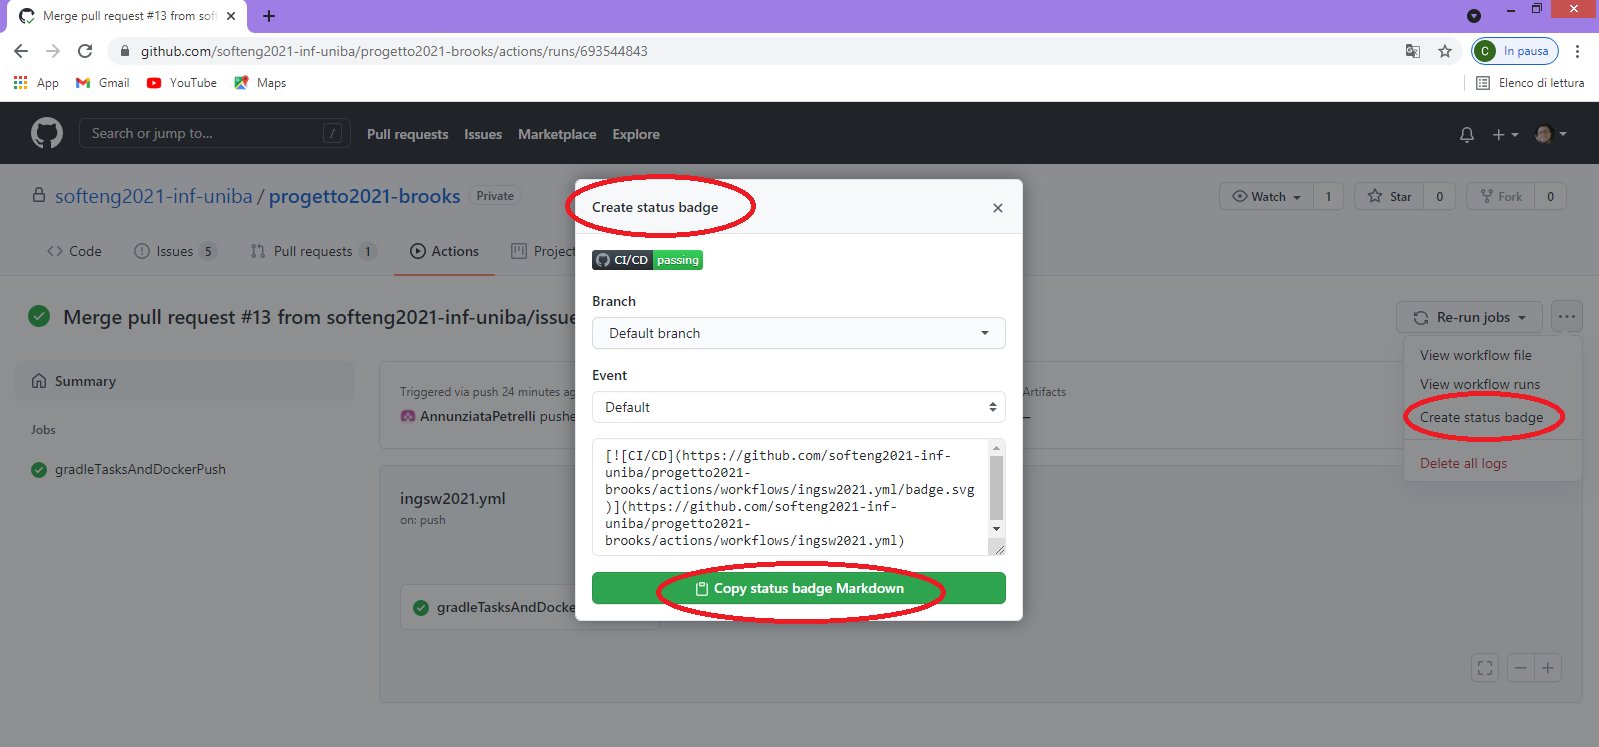 Merge pull request #13 from soft
github.com/softeng2021-inf-uniba/progetto2021-brooks/actions/runs/693544843
C In pausa
App Gmail YouTube Maps
Elenco di lettura
Search or jump to... /
Pull requests Issues Marketplace Explore
softeng2021-inf-uniba / progetto2021-brooks Private
Watch 1 Star 0 Fork 0
Code Issues 5 Pull requests 1 Actions Project
Merge pull request #13 from softeng2021-inf-uniba/issue
Re-run jobs
View workflow file
View workflow runs
Create status badge
Delete all logs
Summary
Jobs
gradleTasksAndDockerPush
Triggered via push 24 minutes ag
AnnunziataPetrelli pushe
Artifacts
–
ingsw2021.yml
on: push
gradleTasksAndDocke
Create status badge
CI/CD passing
Branch
Default branch
Event
Default
[![CI/CD](https://github.com/softeng2021-inf-
uniba/progetto2021-
brooks/actions/workflows/ingsw2021.yml/badge.svg
)](https://github.com/softeng2021-inf-
uniba/progetto2021-
brooks/actions/workflows/ingsw2021.yml)
Copy status badge Markdown